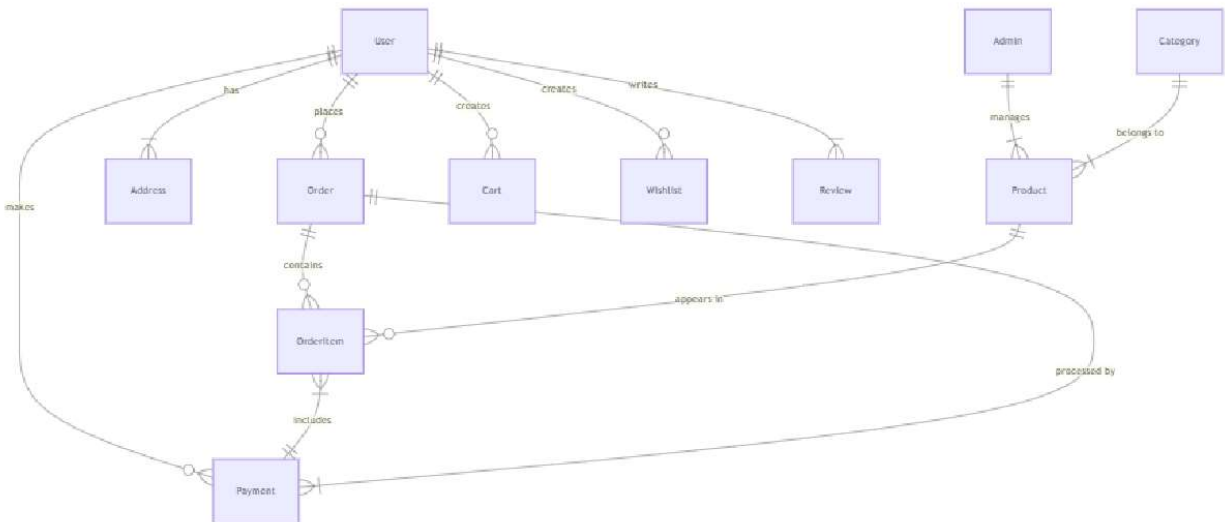 User
Admin
Category
has
places
creates
creates
writes
manages
belongs to
Address
Order
Cart
Wishlist
Review
Product
makes
contains
appears in
OrderItem
processed by
includes
Payment